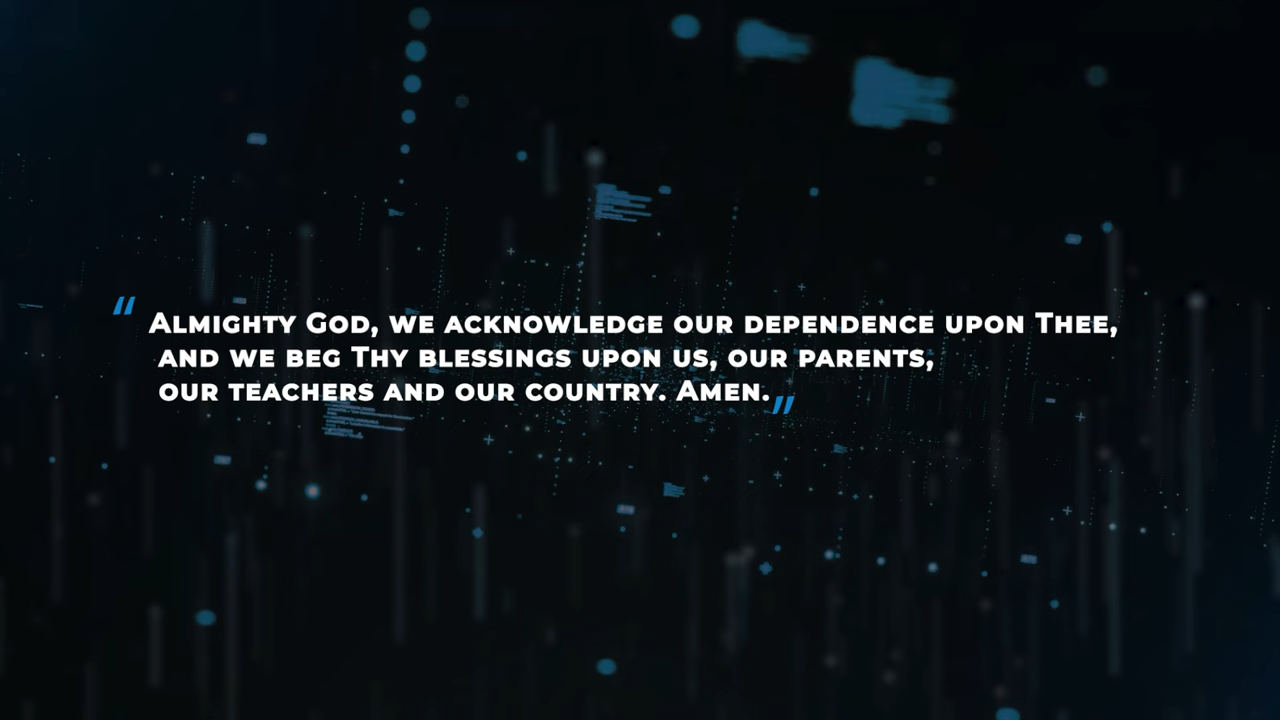 “ Almighty God, we acknowledge our dependence upon Thee,
and we beg Thy blessings upon us, our parents,
our teachers and our country. Amen. ”